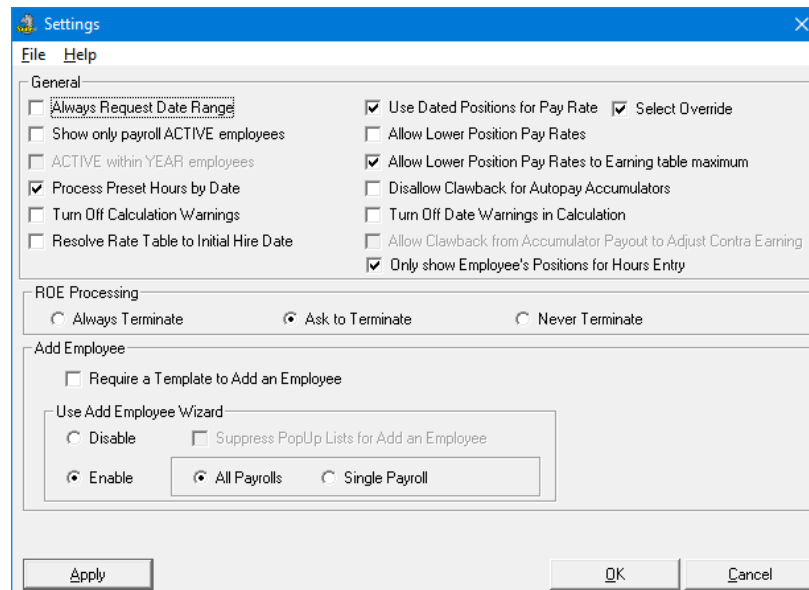 Settings
File Help
General
Always Request Date Range
Show only payroll ACTIVE employees
ACTIVE within YEAR employees
Process Preset Hours by Date
Turn Off Calculation Warnings
Resolve Rate Table to Initial Hire Date
Use Dated Positions for Pay Rate Select Override
Allow Lower Position Pay Rates
Allow Lower Position Pay Rates to Earning table maximum
Disallow Clawback for Autopay Accumulators
Turn Off Date Warnings in Calculation
Allow Clawback from Accumulator Payout to Adjust Contra Earning
Only show Employee's Positions for Hours Entry
ROE Processing
Always Terminate Ask to Terminate Never Terminate
Add Employee
Require a Template to Add an Employee
Use Add Employee Wizard
Disable Suppress PopUp Lists for Add an Employee
Enable All Payrolls Single Payroll
Apply OK Cancel